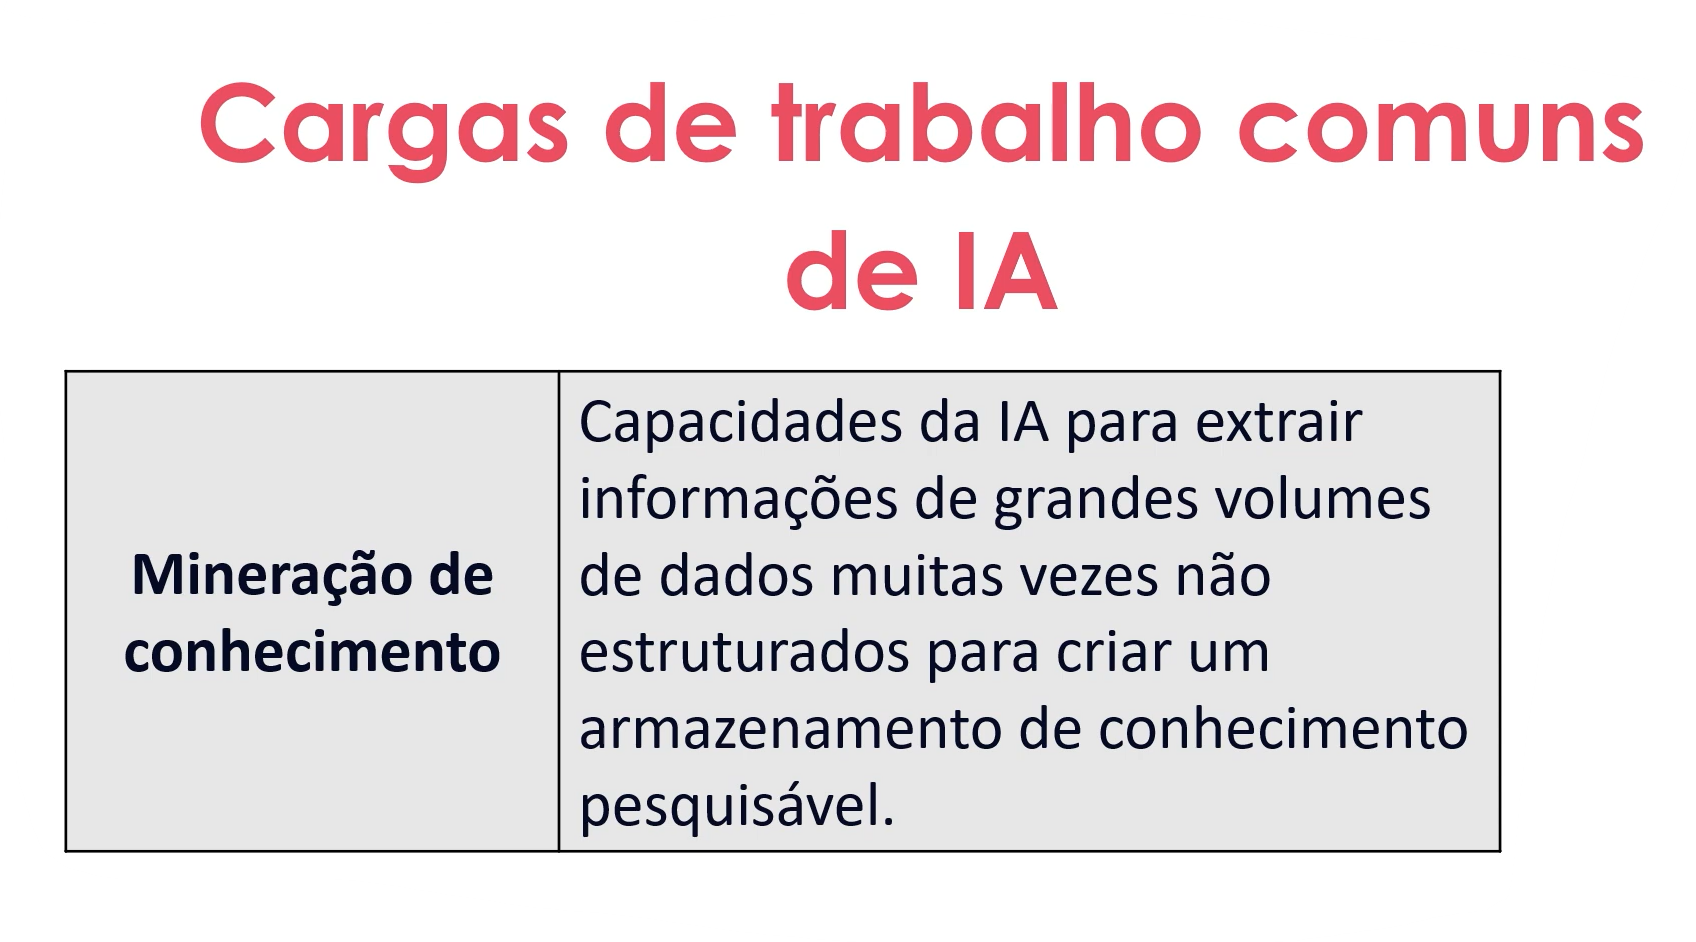 Cargas de trabalho comuns
de IA
Mineração de
conhecimento
Capacidades da IA para extrair
informações de grandes volumes
de dados muitas vezes não
estruturados para criar um
armazenamento de conhecimento
pesquisável.